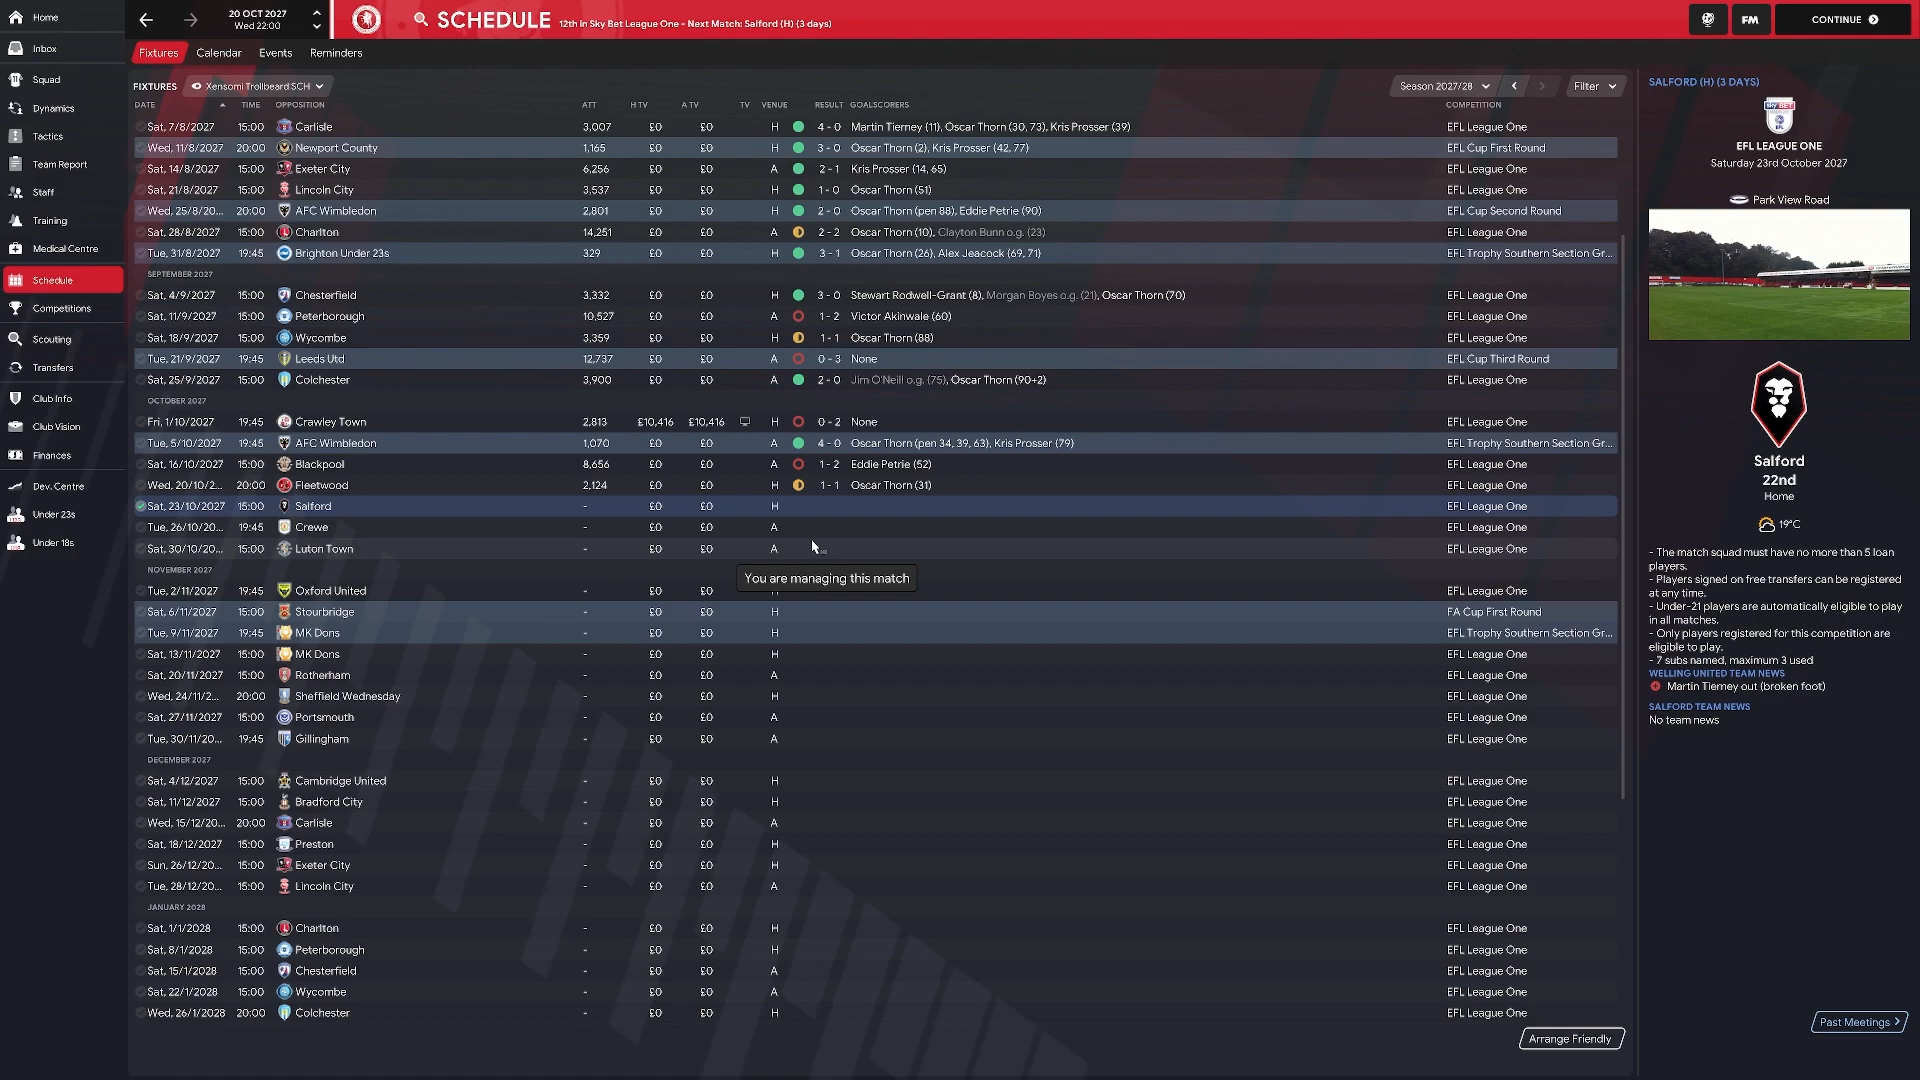 Home
Inbox
Squad
Dynamics
Tactics
Team Report
Staff
Training
Medical Centre
Schedule
Competitions
Scouting
Transfers
Club Info
Club Vision
Finances
Dev. Centre
Under 23s
Under 18s
20 OCT 2027
Wed 22:00
SCHEDULE 12th in Sky Bet League One - Next Match: Salford (H) (3 days)
FM
CONTINUE
Fixtures Calendar Events Reminders
FIXTURES Xensomi Trollbeard SCH Season 2027/28 Filter
DATE TIME OPPOSITION ATT H TV A TV TV VENUE RESULT GOALSCORERS COMPETITION
Sat, 7/8/2027 15:00 Carlisle 3,007 £0 £0 H 4 - 0 Martin Tierney (11), Oscar Thorn (30, 73), Kris Prosser (39) EFL League One
Wed, 11/8/2027 20:00 Newport County 1,165 £0 £0 H 3 - 0 Oscar Thorn (2), Kris Prosser (42, 77) EFL Cup First Round
Sat, 14/8/2027 15:00 Exeter City 6,256 £0 £0 A 2 - 1 Kris Prosser (14, 65) EFL League One
Sat, 21/8/2027 15:00 Lincoln City 3,537 £0 £0 H 1 - 0 Oscar Thorn (51) EFL League One
Wed, 25/8/20... 20:00 AFC Wimbledon 2,801 £0 £0 H 2 - 0 Oscar Thorn (pen 88), Eddie Petrie (90) EFL Cup Second Round
Sat, 28/8/2027 15:00 Charlton 14,251 £0 £0 A 2 - 2 Oscar Thorn (10), Clayton Bunn o.g. (23) EFL League One
Tue, 31/8/2027 19:45 Brighton Under 23s 329 £0 £0 H 3 - 1 Oscar Thorn (26), Alex Jeacock (69, 71) EFL Trophy Southern Section Gr...
SEPTEMBER 2027
Sat, 4/9/2027 15:00 Chesterfield 3,332 £0 £0 H 3 - 0 Stewart Rodwell-Grant (8), Morgan Boyes o.g. (21), Oscar Thorn (70) EFL League One
Sat, 11/9/2027 15:00 Peterborough 10,527 £0 £0 A 1 - 2 Victor Akinwale (60) EFL League One
Sat, 18/9/2027 15:00 Wycombe 3,359 £0 £0 H 1 - 1 Oscar Thorn (88) EFL League One
Tue, 21/9/2027 19:45 Leeds Utd 12,737 £0 £0 A 0 - 3 None EFL Cup Third Round
Sat, 25/9/2027 15:00 Colchester 3,900 £0 £0 A 2 - 0 Jim O'Neill o.g. (75), Oscar Thorn (90+2) EFL League One
OCTOBER 2027
Fri, 1/10/2027 19:45 Crawley Town 2,813 £10,416 £10,416 H 0 - 2 None EFL League One
Tue, 5/10/2027 19:45 AFC Wimbledon 1,070 £0 £0 A 4 - 0 Oscar Thorn (pen 34, 39, 63), Kris Prosser (79) EFL Trophy Southern Section Gr...
Sat, 16/10/2027 15:00 Blackpool 8,656 £0 £0 A 1 - 2 Eddie Petrie (52) EFL League One
Wed, 20/10/2... 20:00 Fleetwood 2,124 £0 £0 H 1 - 1 Oscar Thorn (31) EFL League One
Sat, 23/10/2027 15:00 Salford - £0 £0 H EFL League One
Tue, 26/10/20... 19:45 Crewe - £0 £0 A EFL League One
Sat, 30/10/20... 15:00 Luton Town - £0 £0 A EFL League One
NOVEMBER 2027
You are managing this match
Tue, 2/11/2027 19:45 Oxford United - £0 £0 H EFL League One
Sat, 6/11/2027 15:00 Stourbridge - £0 £0 H FA Cup First Round
Tue, 9/11/2027 19:45 MK Dons - £0 £0 H EFL Trophy Southern Section Gr...
Sat, 13/11/2027 15:00 MK Dons - £0 £0 H EFL League One
Sat, 20/11/2027 15:00 Rotherham - £0 £0 A EFL League One
Wed, 24/11/2... 20:00 Sheffield Wednesday - £0 £0 H EFL League One
Sat, 27/11/2027 15:00 Portsmouth - £0 £0 A EFL League One
Tue, 30/11/20... 19:45 Gillingham - £0 £0 A EFL League One
DECEMBER 2027
Sat, 4/12/2027 15:00 Cambridge United - £0 £0 H EFL League One
Sat, 11/12/2027 15:00 Bradford City - £0 £0 H EFL League One
Wed, 15/12/20... 20:00 Carlisle - £0 £0 A EFL League One
Sat, 18/12/2027 15:00 Preston - £0 £0 H EFL League One
Sun, 26/12/20... 15:00 Exeter City - £0 £0 H EFL League One
Tue, 28/12/20... 15:00 Lincoln City - £0 £0 A EFL League One
JANUARY 2028
Sat, 1/1/2028 15:00 Charlton - £0 £0 H EFL League One
Sat, 8/1/2028 15:00 Peterborough - £0 £0 H EFL League One
Sat, 15/1/2028 15:00 Chesterfield - £0 £0 A EFL League One
Sat, 22/1/2028 15:00 Wycombe - £0 £0 A EFL League One
Wed, 26/1/2028 20:00 Colchester - £0 £0 H EFL League One
Arrange Friendly
SALFORD (H) (3 DAYS)
sky BET
EFL
EFL LEAGUE ONE
Saturday 23rd October 2027
Park View Road
Salford
22nd
Home
19°C
- The match squad must have no more than 5 loan
players.
- Players signed on free transfers can be registered
at any time.
- Under-21 players are automatically eligible to play
in all matches.
- Only players registered for this competition are
eligible to play.
- 7 subs named, maximum 3 used
WELLING UNITED TEAM NEWS
Martin Tierney out (broken foot)
SALFORD TEAM NEWS
No team news
Past Meetings